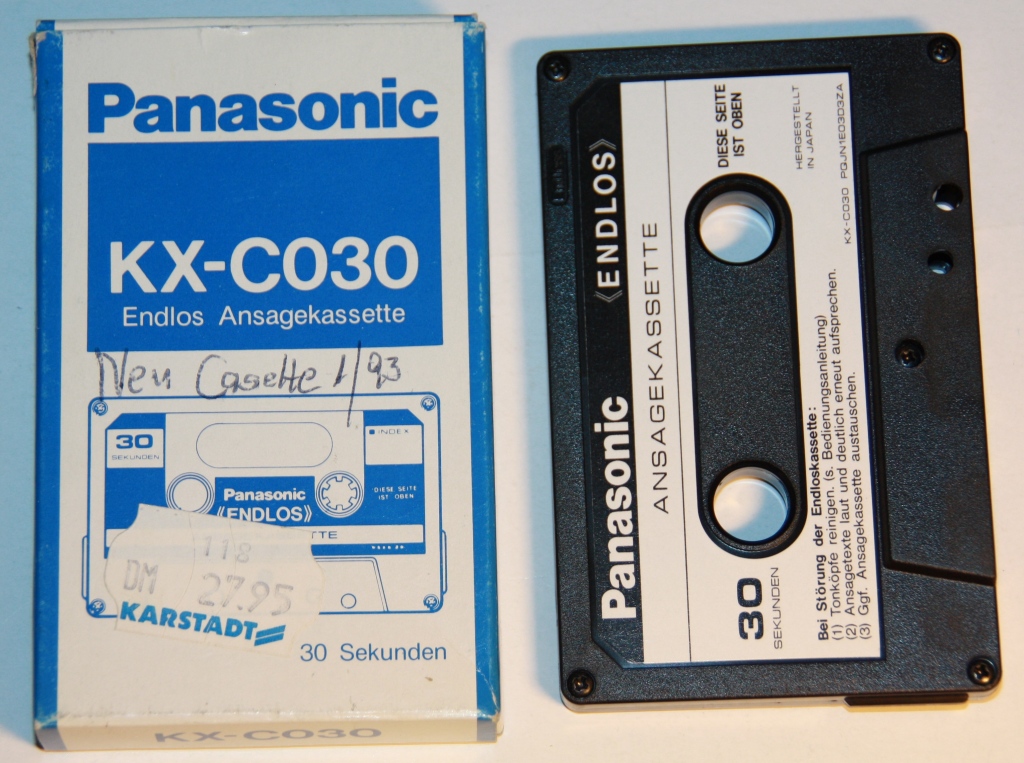 Panasonic
KX-C030
Endlos Ansagekassette
Neu Casette 1/93
30
SEKUNDEN
INDEX
Panasonic
《ENDLOS》
DIESE SEITE
IST OBEN
TTE
118
DM 27.95
KARSTADT
30 Sekunden
KX-C030
Panasonic 《ENDLOS》
ANSAGEKASSETTE
DIESE SEITE
IST OBEN
HERGESTELLT
IN JAPAN
30
SEKUNDEN
KX-C030 PQJN1E0303ZA
Bei Störung der Endloskassette:
(1) Tonköpfe reinigen. (s. Bedienungsanleitung)
(2) Ansagetexte laut und deutlich erneut aufsprechen.
(3) Ggf. Ansagekassette austauschen.